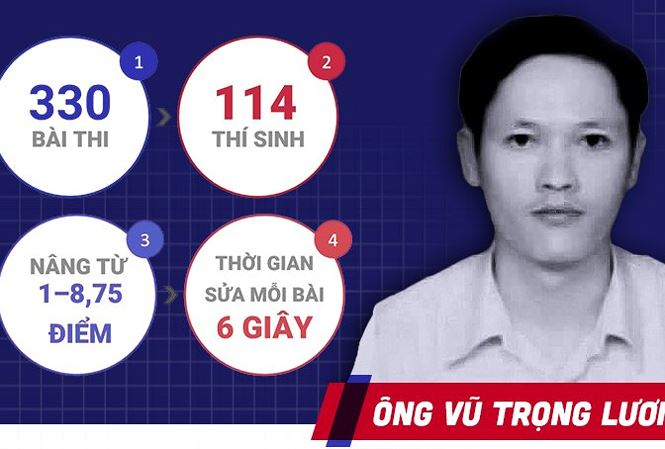 1
330
BÀI THI
2
114
THÍ SINH
3
NÂNG TỪ
1–8,75
ĐIỂM
4
THỜI GIAN
SỬA MỖI BÀI
6 GIÂY
ÔNG VŨ TRỌNG LƯƠN